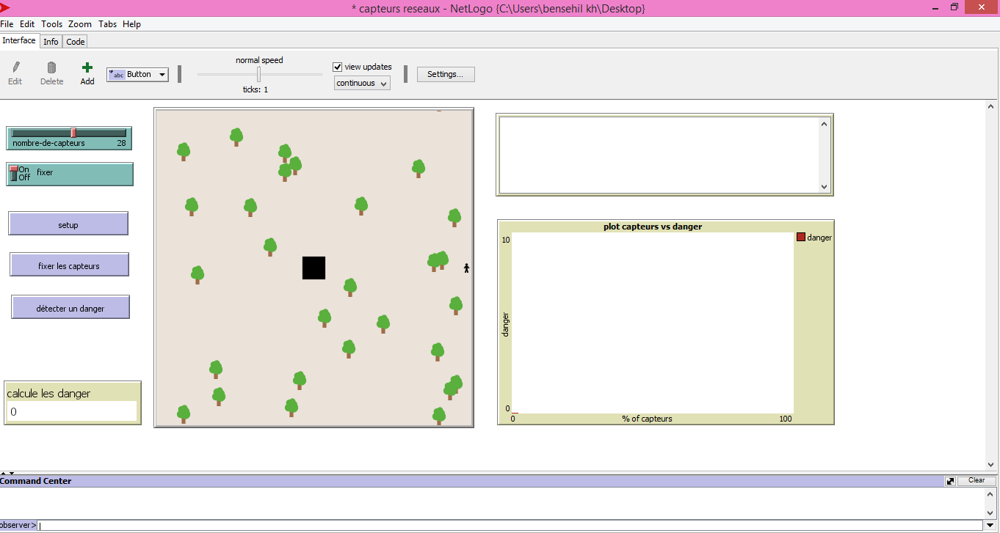 * capteurs reseaux - NetLogo {C:\Users\bensehil kh\Desktop}
File Edit Tools Zoom Tabs Help
Interface Info Code
normal speed
Edit Delete Add abc Button
view updates
continuous
Settings...
ticks: 1
nombre-de-capteurs 28
On
Off
fixer
setup
fixer les capteurs
détecter un danger
calcule les danger
0
plot capteurs vs danger
10
danger
danger
0
0 % of capteurs 100
Command Center
Clear
observer>